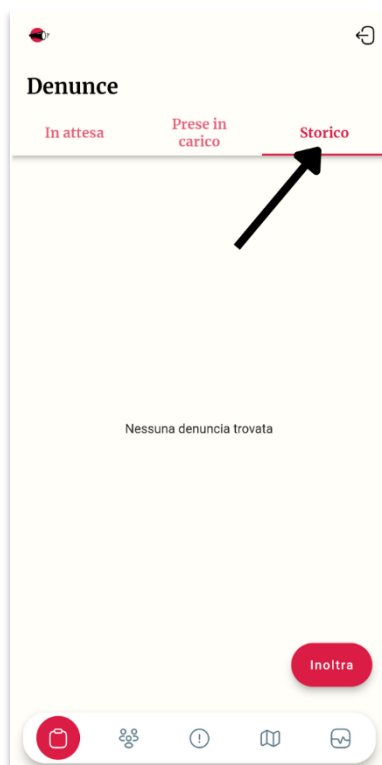 Denunce
In attesa
Prese in
carico
Storico
Nessuna denuncia trovata
Inoltra